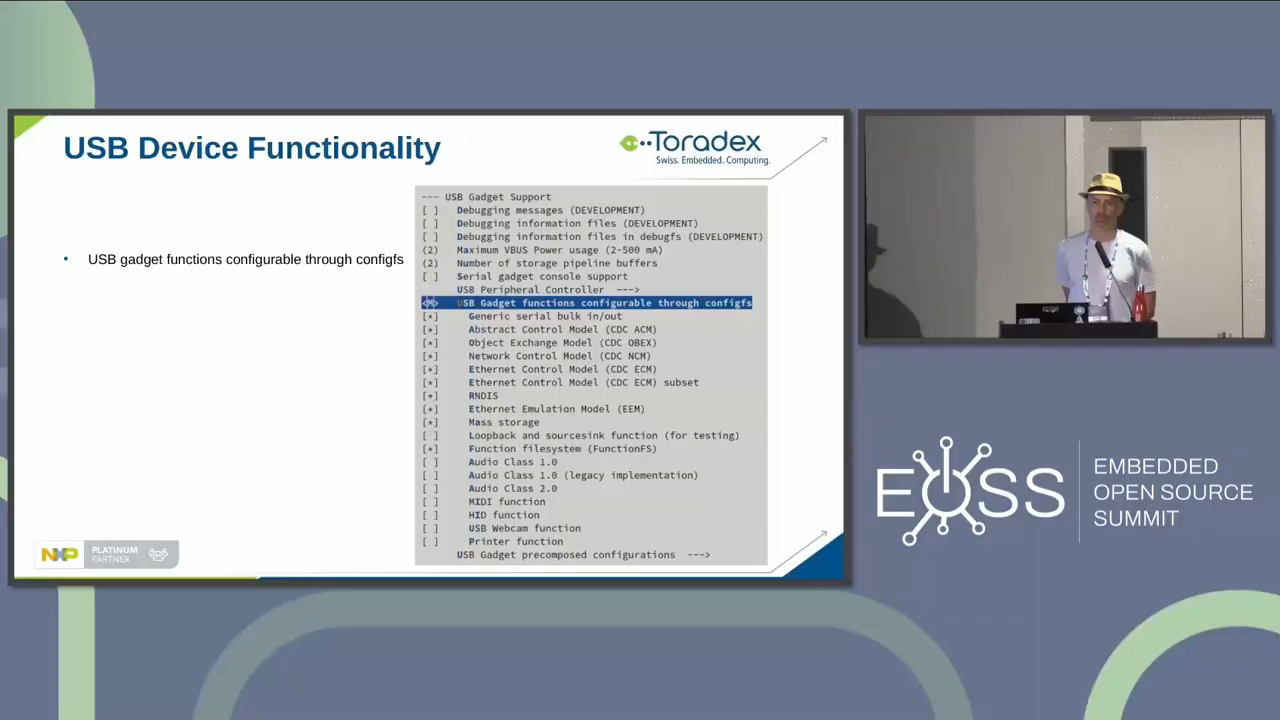 USB Device Functionality
Toradex
Swiss. Embedded. Computing.
• USB gadget functions configurable through configfs
--- USB Gadget Support
[ ] Debugging messages (DEVELOPMENT)
[ ] Debugging information files (DEVELOPMENT)
[ ] Debugging information files in debugfs (DEVELOPMENT)
(2) Maximum VBUS Power usage (2-500 mA)
(2) Number of storage pipeline buffers
[ ] Serial gadget console support
USB Peripheral Controller --->
<M> USB Gadget functions configurable through configfs
[*] Generic serial bulk in/out
[*] Abstract Control Model (CDC ACM)
[*] Object Exchange Model (CDC OBEX)
[*] Network Control Model (CDC NCM)
[*] Ethernet Control Model (CDC ECM)
[*] Ethernet Control Model (CDC ECM) subset
[*] RNDIS
[*] Ethernet Emulation Model (EEM)
[*] Mass storage
[ ] Loopback and sourcesink function (for testing)
[*] Function filesystem (FunctionFS)
[ ] Audio Class 1.0
[ ] Audio Class 1.0 (legacy implementation)
[ ] Audio Class 2.0
[ ] MIDI function
[ ] HID function
[ ] USB Webcam function
[ ] Printer function
USB Gadget precomposed configurations --->
NXP
PLATINUM
PARTNER
EOSS
EMBEDDED
OPEN SOURCE
SUMMIT